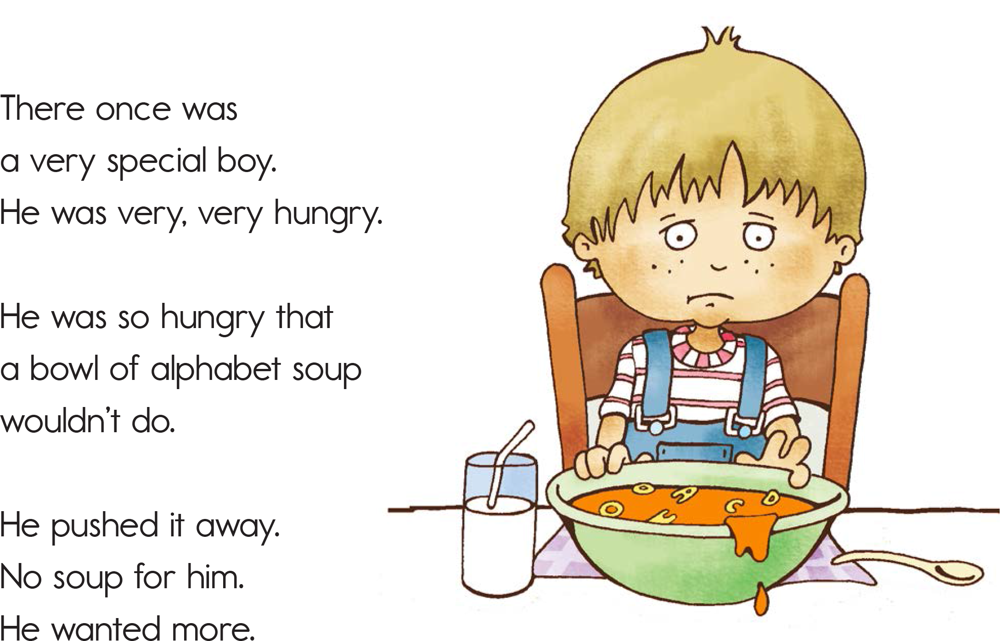 There once was
a very special boy.
He was very, very hungry.
He was so hungry that
a bowl of alphabet soup
wouldn’t do.
He pushed it away.
No soup for him.
He wanted more.
O A C D
O